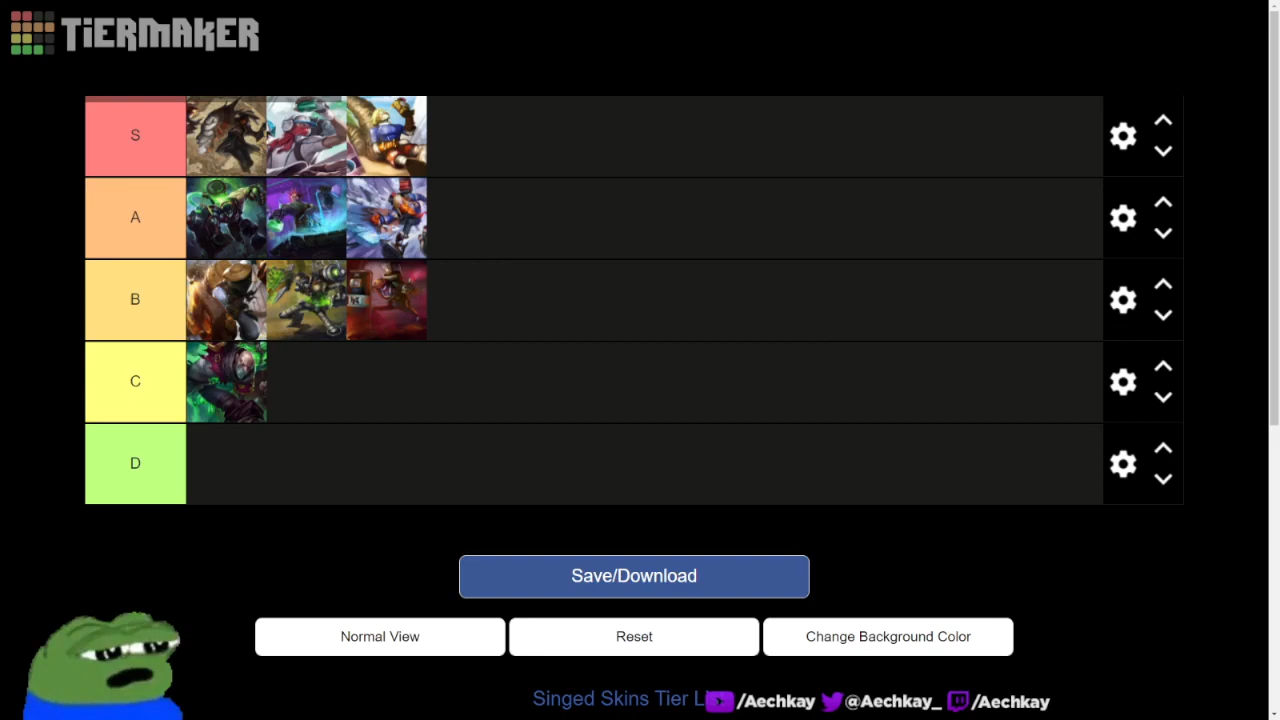 TIERMAKER
S
A
B
C
D
Save/Download
Normal View
Reset
Change Background Color
Singed Skins Tier L
/Aechkay
@Aechkay_
/Aechkay